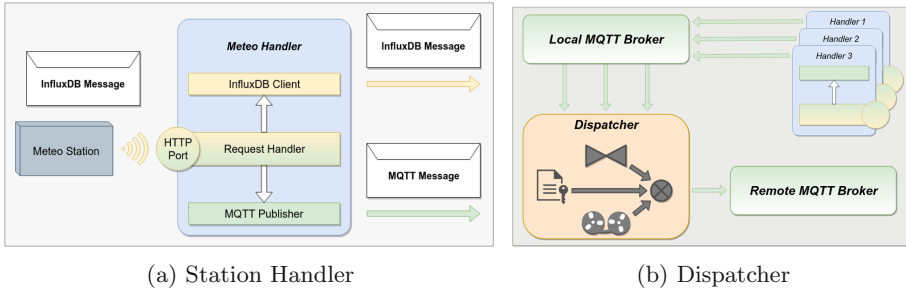 Meteo Handler
InfluxDB Message
InfluxDB Message
InfluxDB Client
Meteo Station
HTTP
Port
Request Handler
MQTT Message
MQTT Publisher
(a) Station Handler
Local MQTT Broker
Handler 1
Handler 2
Handler 3
Dispatcher
Remote MQTT Broker
(b) Dispatcher